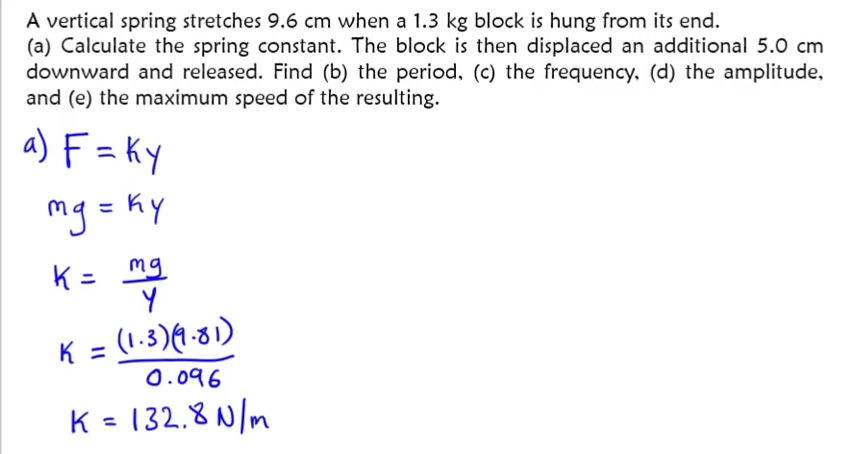 A vertical spring stretches 9.6 cm when a 1.3 kg block is hung from its end.
(a) Calculate the spring constant. The block is then displaced an additional 5.0 cm
downward and released. Find (b) the period, (c) the frequency, (d) the amplitude,
and (e) the maximum speed of the resulting.
a) F = Ky
mg = Ky
K = mg
y
K = (1.3)(9.81)
0.096
K = 132.8 N/m